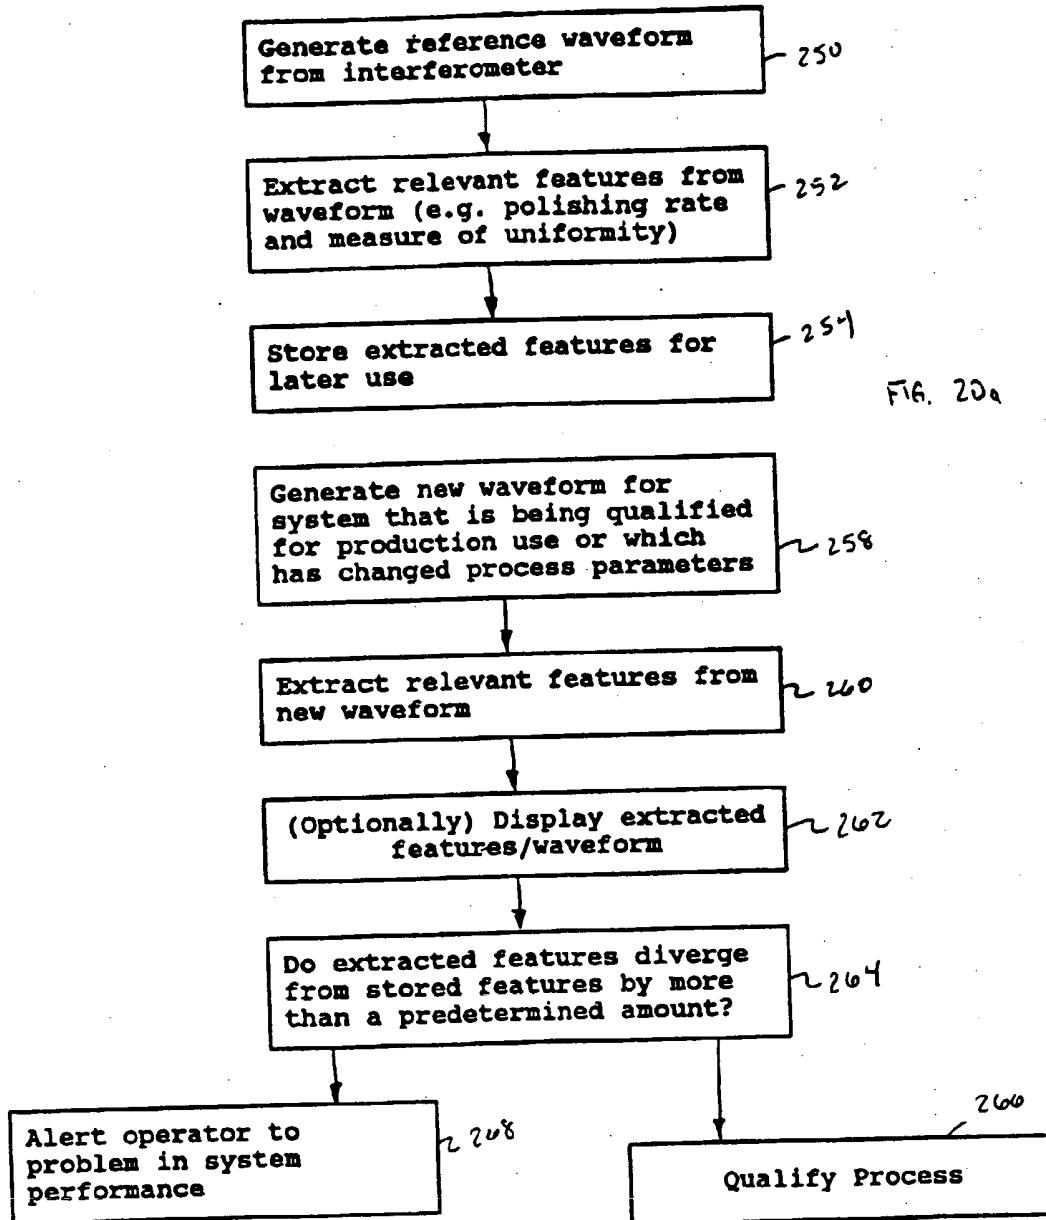 Generate reference waveform
from interferometer
250
Extract relevant features from
waveform (e.g. polishing rate
and measure of uniformity)
252
Store extracted features for
later use
254
FIG. 20a
Generate new waveform for
system that is being qualified
for production use or which
has changed process parameters
258
Extract relevant features from
new waveform
260
(Optionally) Display extracted
features/waveform
262
Do extracted features diverge
from stored features by more
than a predetermined amount?
264
Alert operator to
problem in system
performance
268
266
Qualify Process